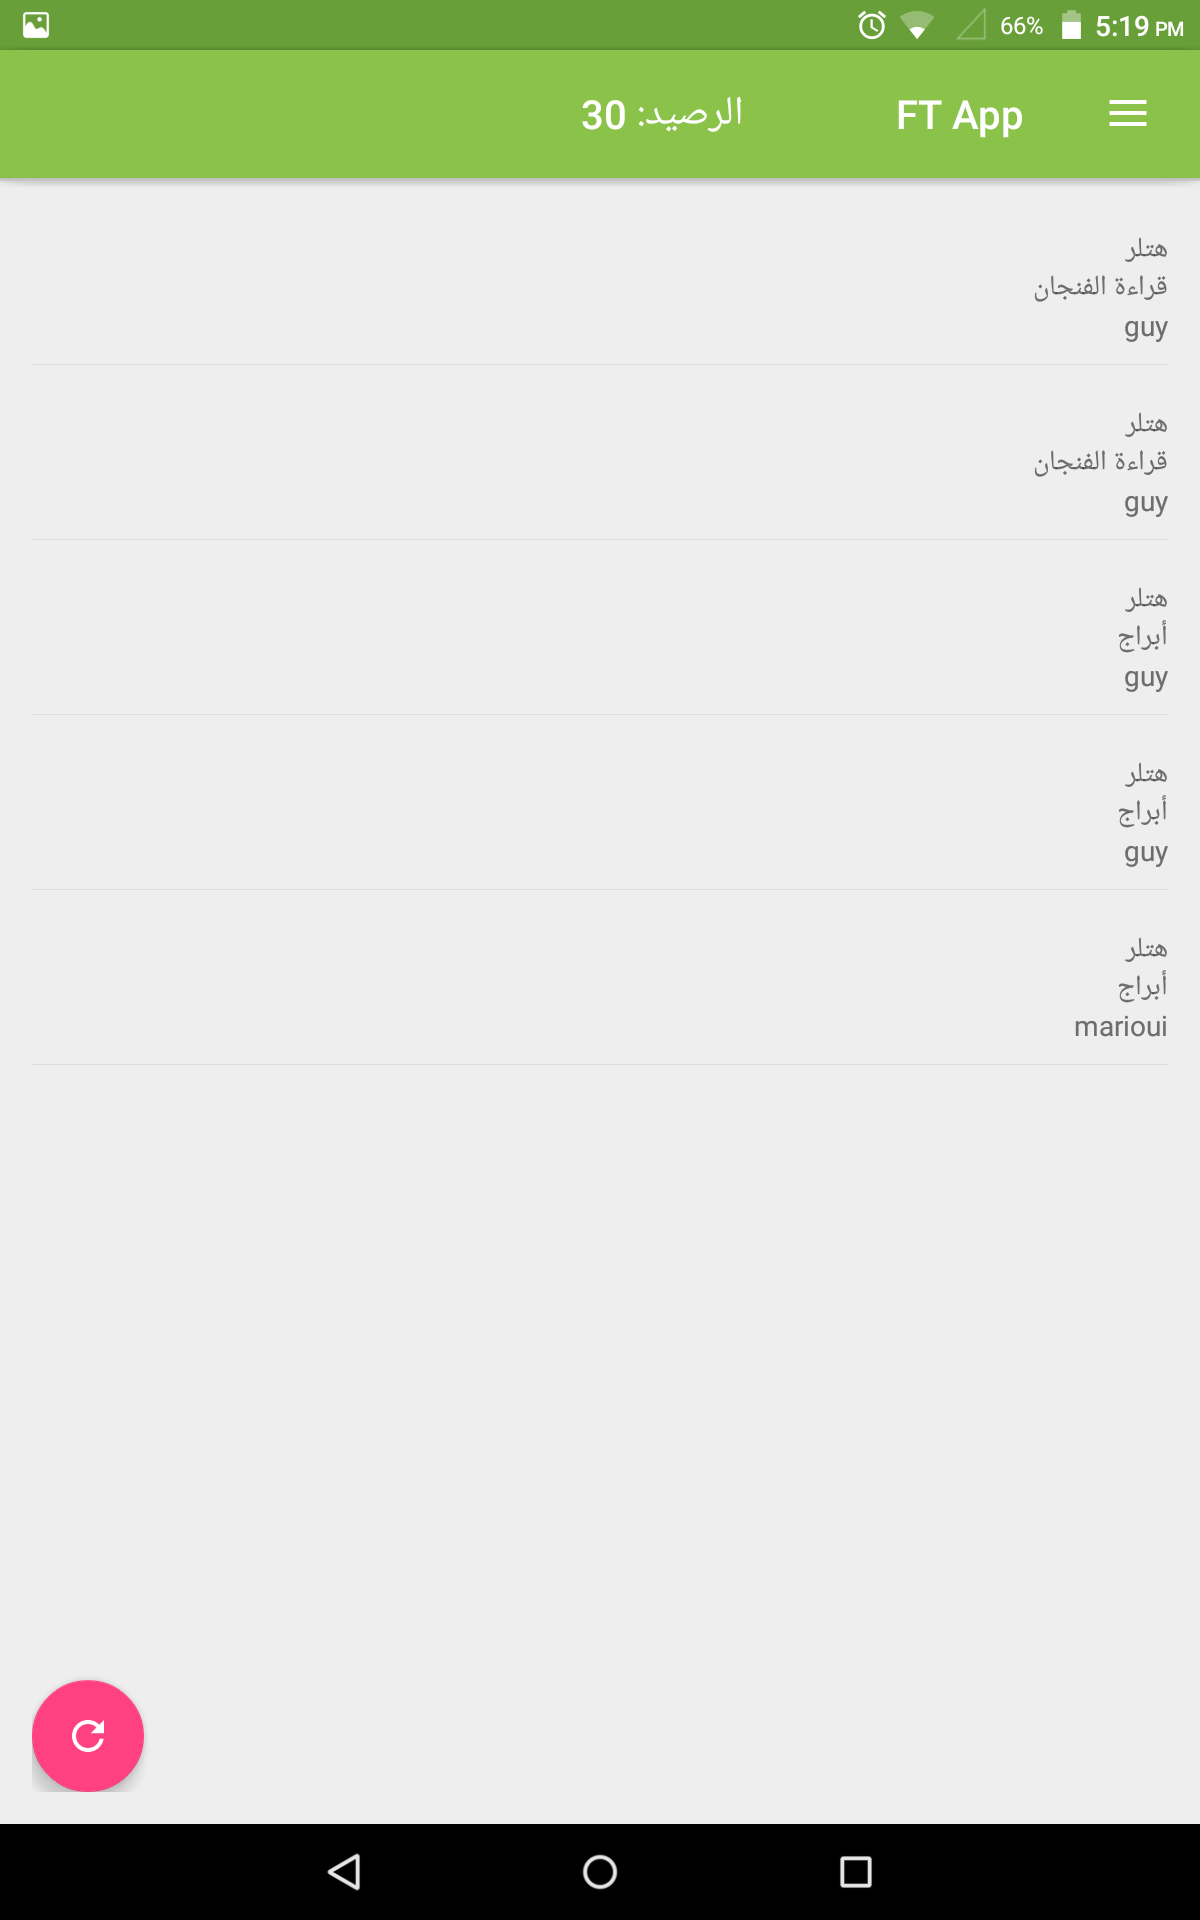 66% 5:19 PM
FT App
الرصيد: 30
هتلر
قراءة الفنجان
guy
هتلر
قراءة الفنجان
guy
هتلر
أبراج
guy
هتلر
أبراج
guy
هتلر
أبراج
marioui